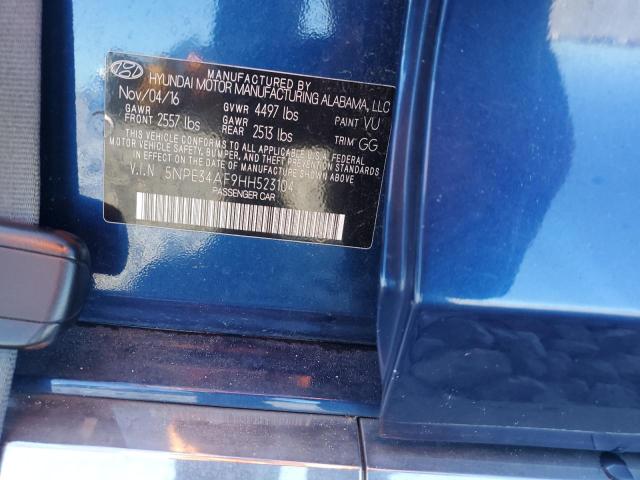 MANUFACTURED BY
HYUNDAI MOTOR MANUFACTURING ALABAMA, LLC
Nov/04/16 GVWR 4497 lbs PAINT VU
GAWR FRONT 2557 lbs GAWR REAR 2513 lbs TRIM GG
THIS VEHICLE CONFORMS TO ALL APPLICABLE U.S.A. FEDERAL
MOTOR VEHICLE SAFETY, BUMPER, AND THEFT PREVENTION STANDARDS
IN EFFECT ON THE DATE OF MANUFACTURE SHOWN ABOVE.
V.I.N 5NPE34AF9HH523104
PASSENGER CAR